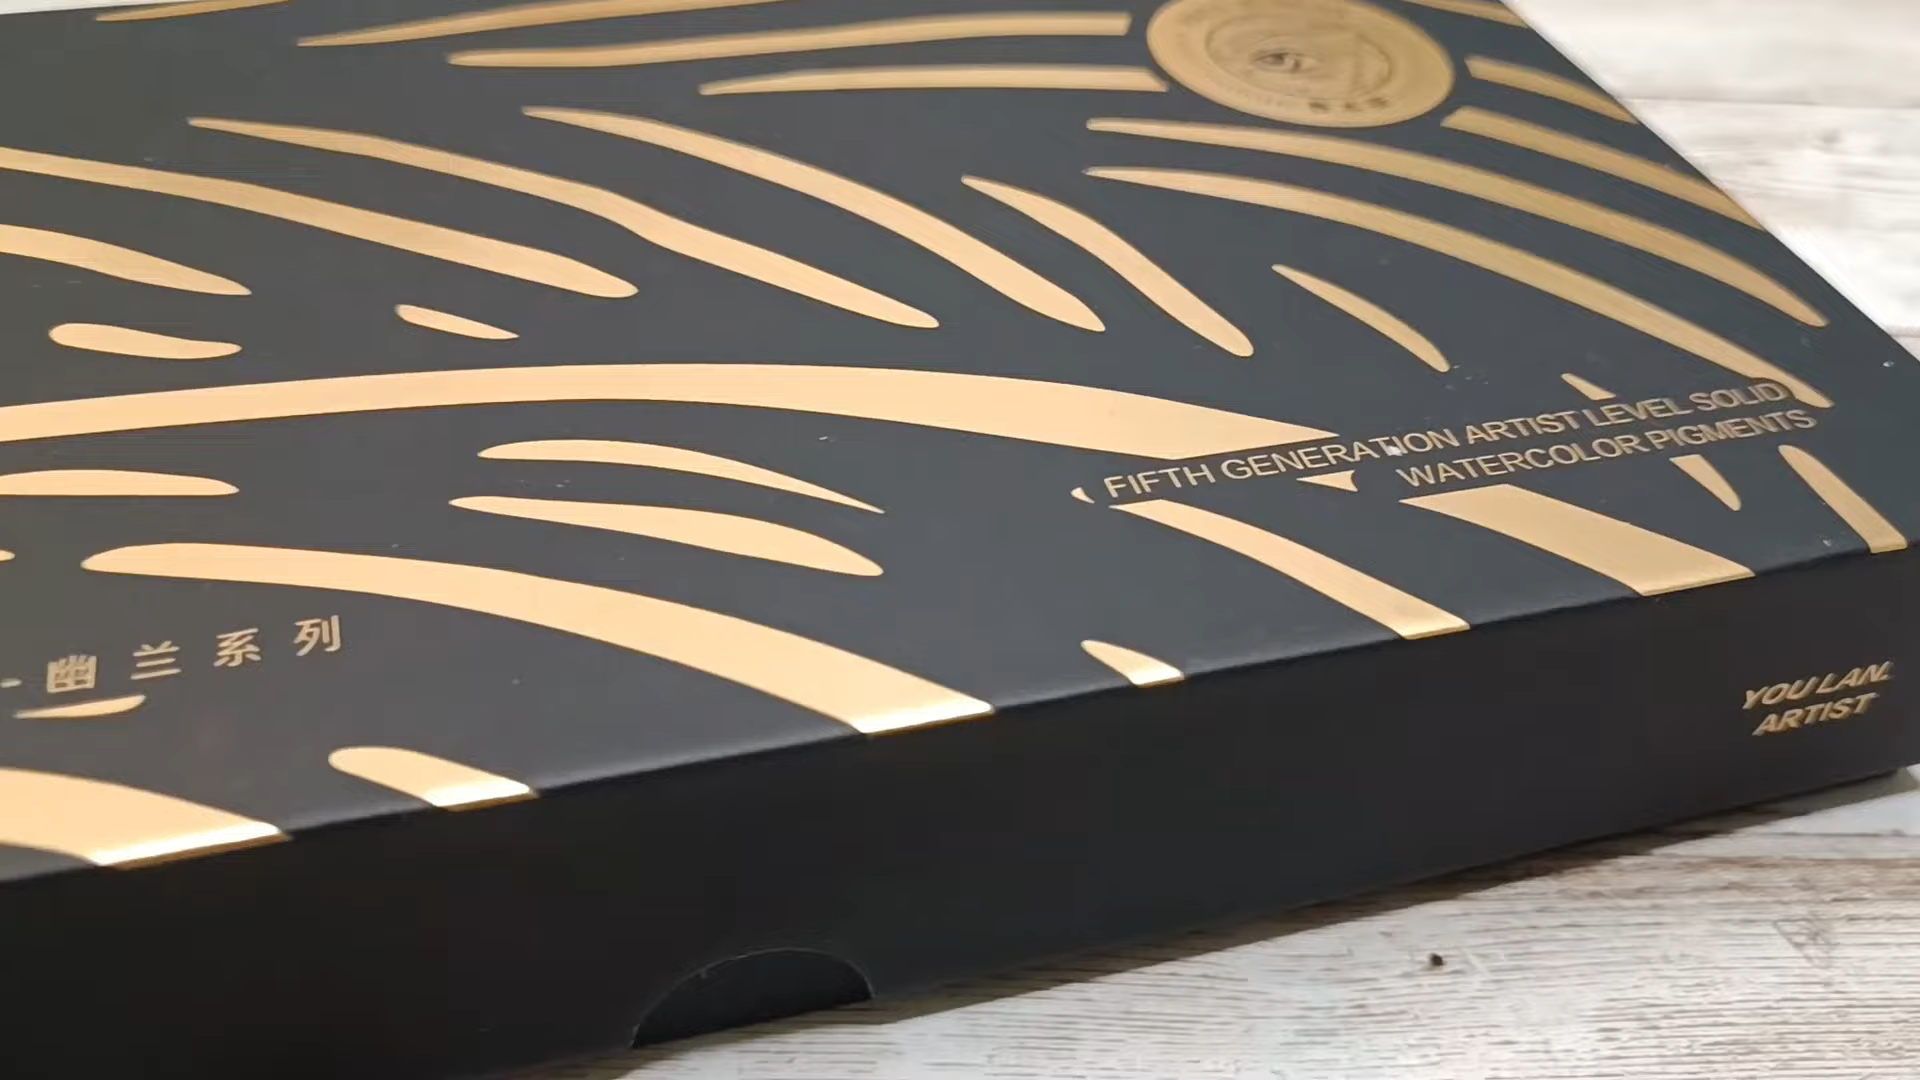 FIFTH GENERATION ARTIST LEVEL SOLID
WATERCOLOR PIGMENTS
幽兰系列
YOU LAN.
ARTIST